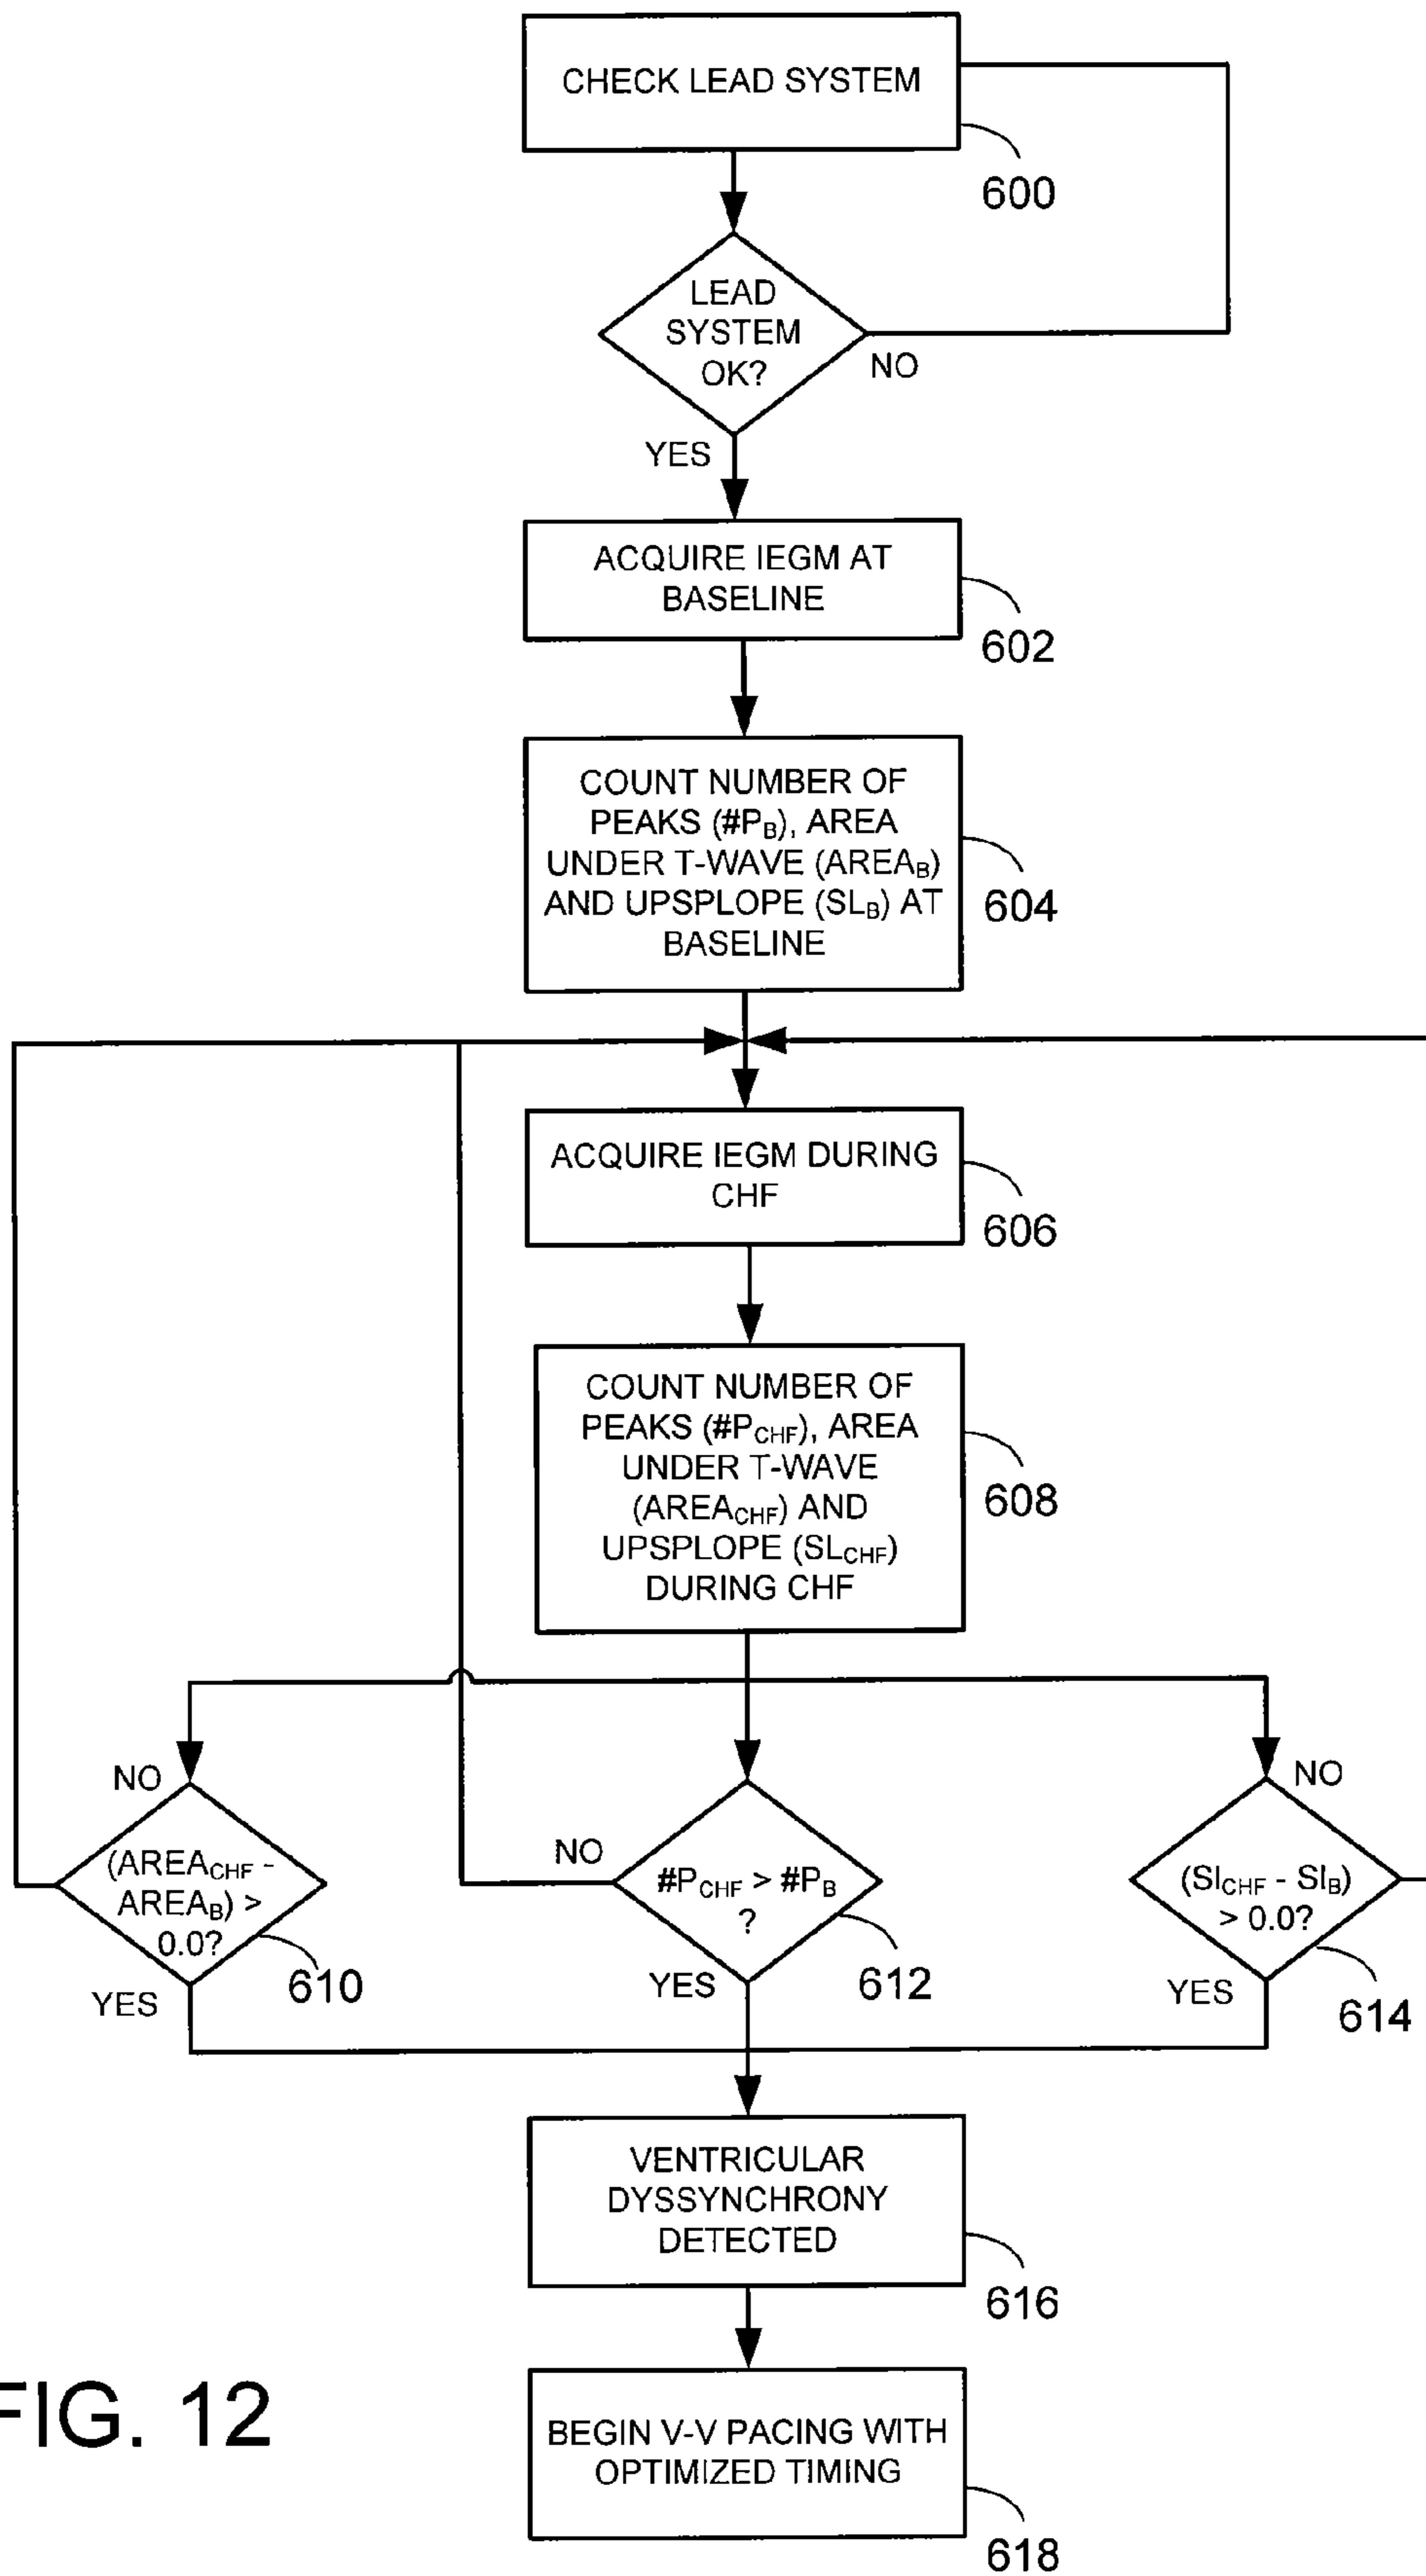 CHECK LEAD SYSTEM
600
LEAD
SYSTEM
OK?
NO
YES
ACQUIRE IEGM AT
BASELINE
602
COUNT NUMBER OF
PEAKS (#PB), AREA
UNDER T-WAVE (AREAB)
AND UPSPLOPE (SLB) AT
BASELINE
604
ACQUIRE IEGM DURING
CHF
606
COUNT NUMBER OF
PEAKS (#PCHF), AREA
UNDER T-WAVE
(AREACHF) AND
UPSPLOPE (SLCHF)
DURING CHF
608
NO
(AREACHF -
AREAB) >
0.0?
610
YES
NO
#PCHF > #PB
?
612
YES
NO
(SICHF - SIB)
> 0.0?
614
YES
VENTRICULAR
DYSSYNCHRONY
DETECTED
616
BEGIN V-V PACING WITH
OPTIMIZED TIMING
618
FIG. 12